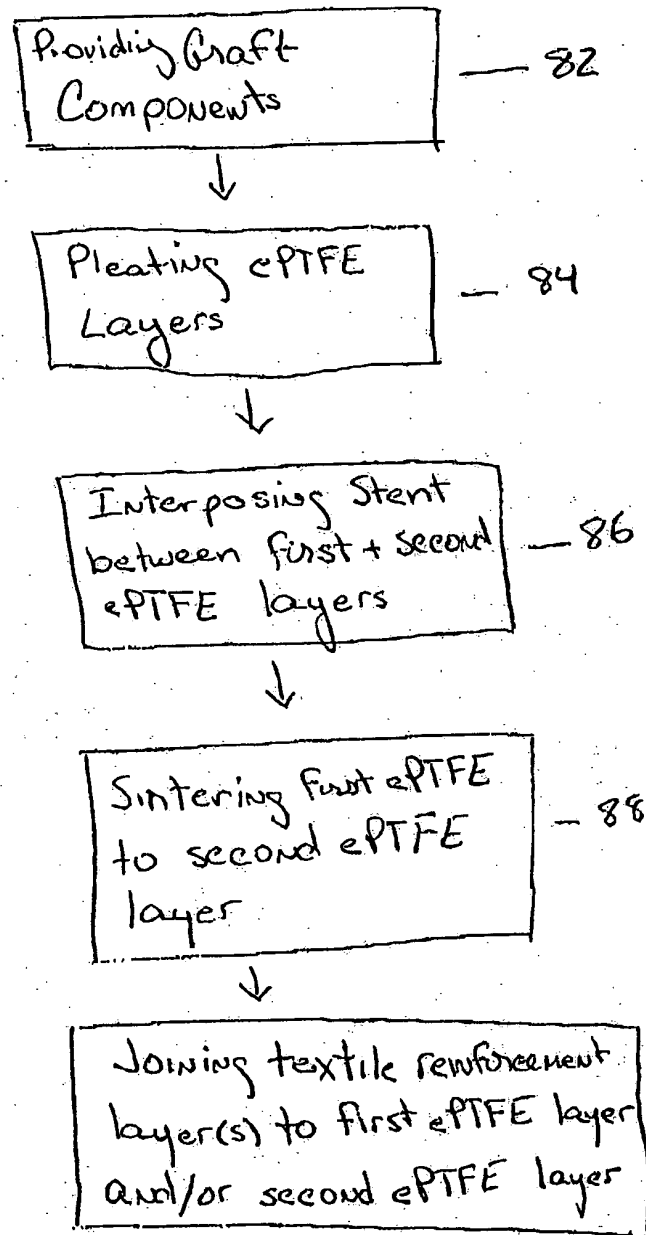 Providing Graft — 82
Components
↓
Pleating ePTFE — 84
Layers
↓
Interposing Stent
between first + second — 86
ePTFE layers
↓
Sintering first ePTFE
to second ePTFE — 88
layer
↓
Joining textile reinforcement
layer(s) to first ePTFE layer
and/or second ePTFE layer